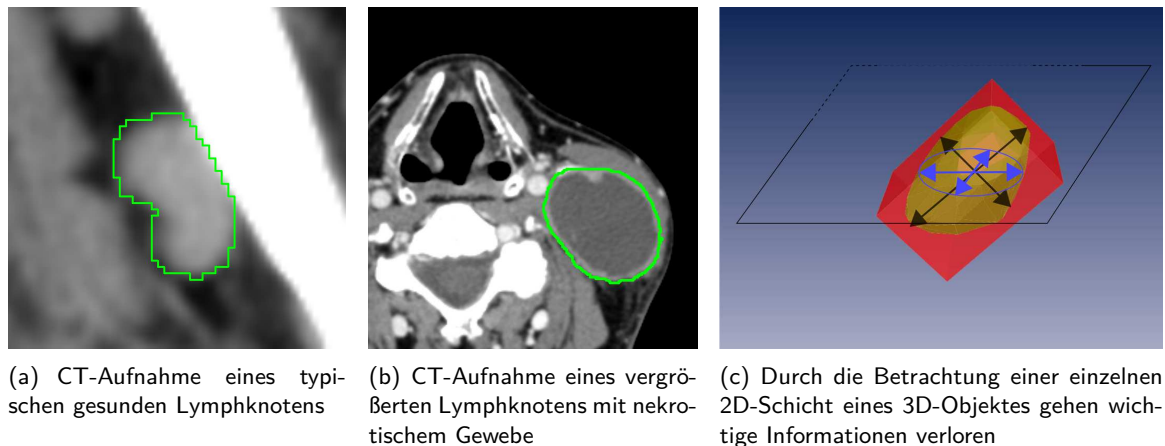 (a) CT-Aufnahme eines typi-
schen gesunden Lymphknotens
(b) CT-Aufnahme eines vergrö-
ßerten Lymphknotens mit nekro-
tischem Gewebe
(c) Durch die Betrachtung einer einzelnen
2D-Schicht eines 3D-Objektes gehen wich-
tige Informationen verloren